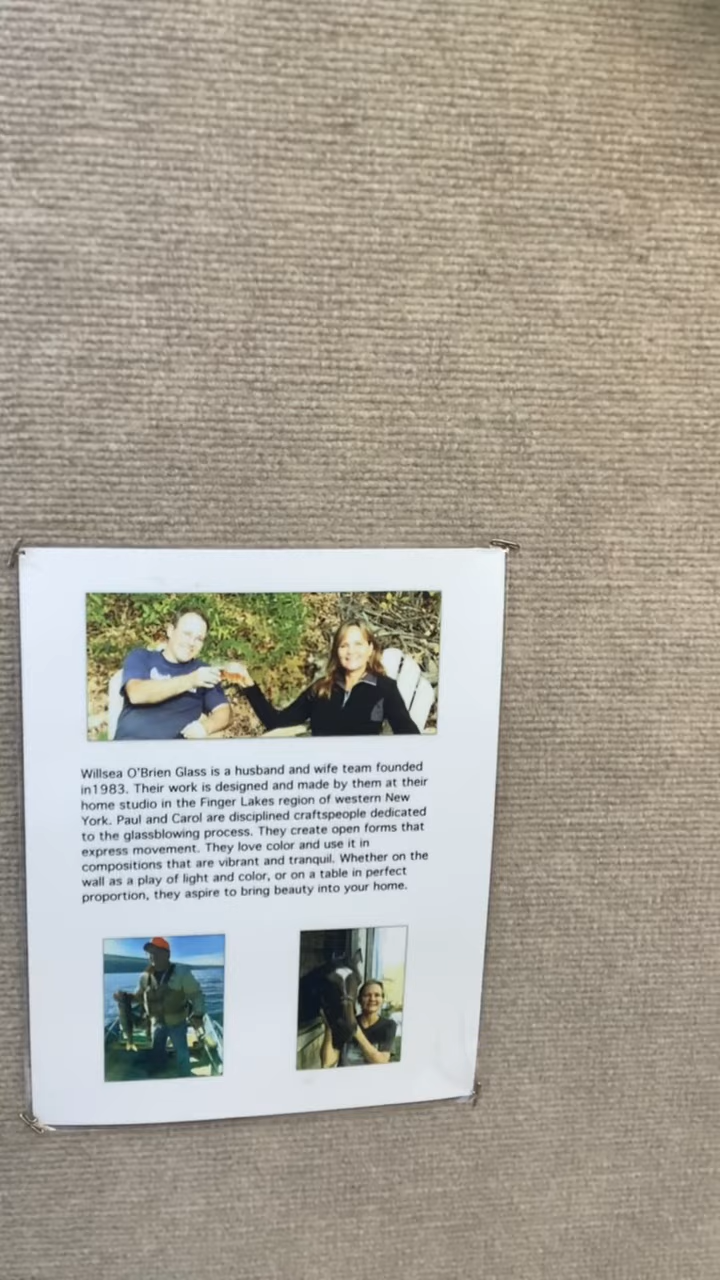 Willsea O'Brien Glass is a husband and wife team founded
in1983. Their work is designed and made by them at their
home studio in the Finger Lakes region of western New
York. Paul and Carol are disciplined craftspeople dedicated
to the glassblowing process. They create open forms that
express movement. They love color and use it in
compositions that are vibrant and tranquil. Whether on the
wall as a play of light and color, or on a table in perfect
proportion, they aspire to bring beauty into your home.